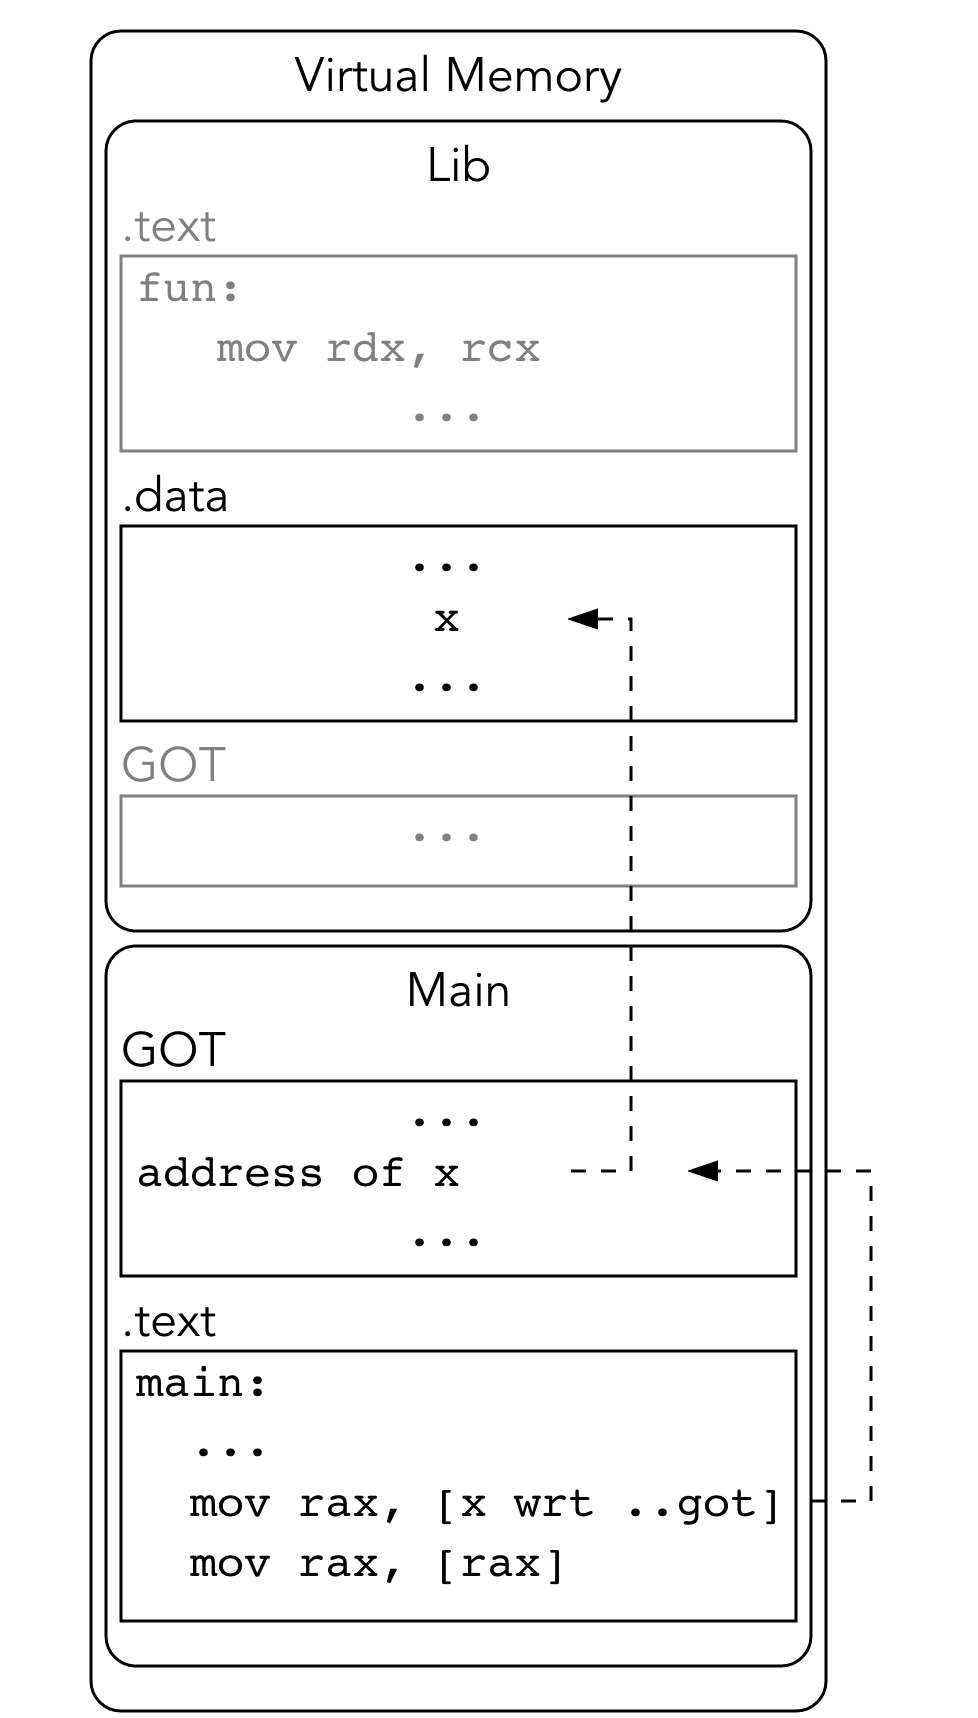 Virtual Memory
Lib
.text
fun:
mov rdx, rcx
...
.data
...
x
...
GOT
...
Main
GOT
...
address of x
...
.text
main:
...
mov rax, [x wrt ..got]
mov rax, [rax]